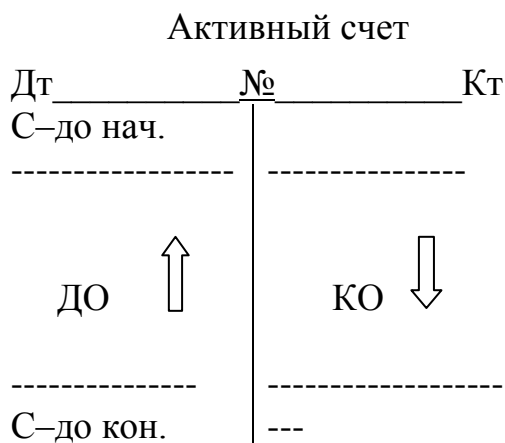 Активный счет
Дт__________№__________Кт
С–до нач.
------------------ ----------------
ДО КО
--------------- -------------------
С–до кон. ---